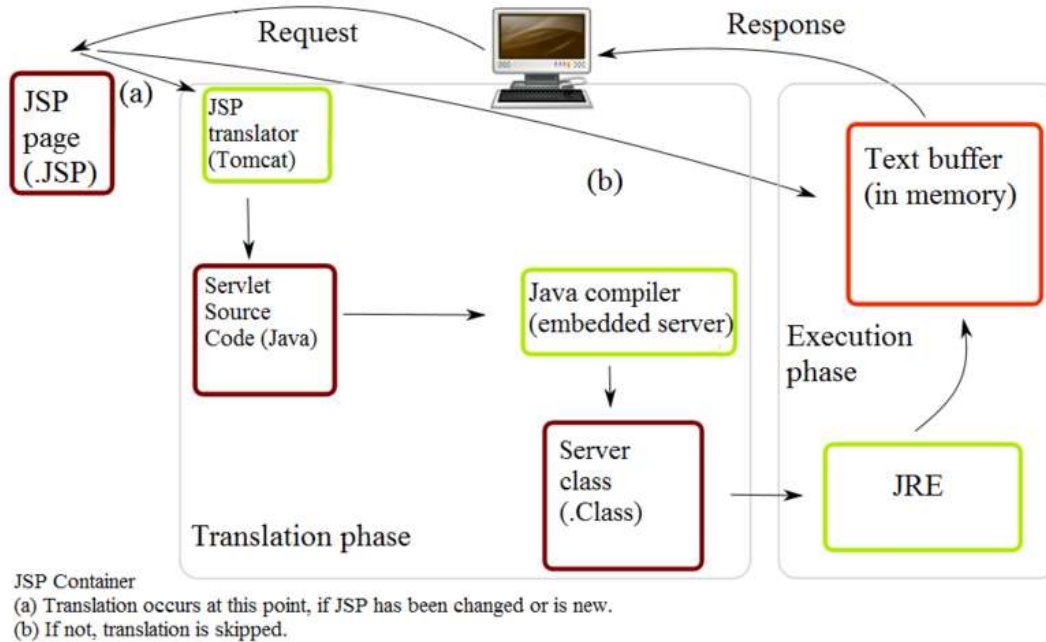 Request
Response
(a)
JSP
page
(.JSP)
JSP
translator
(Tomcat)
(b)
Text buffer
(in memory)
Servlet
Source
Code (Java)
Java compiler
(embedded server)
Execution
phase
Server
class
(.Class)
JRE
Translation phase
JSP Container
(a) Translation occurs at this point, if JSP has been changed or is new.
(b) If not, translation is skipped.